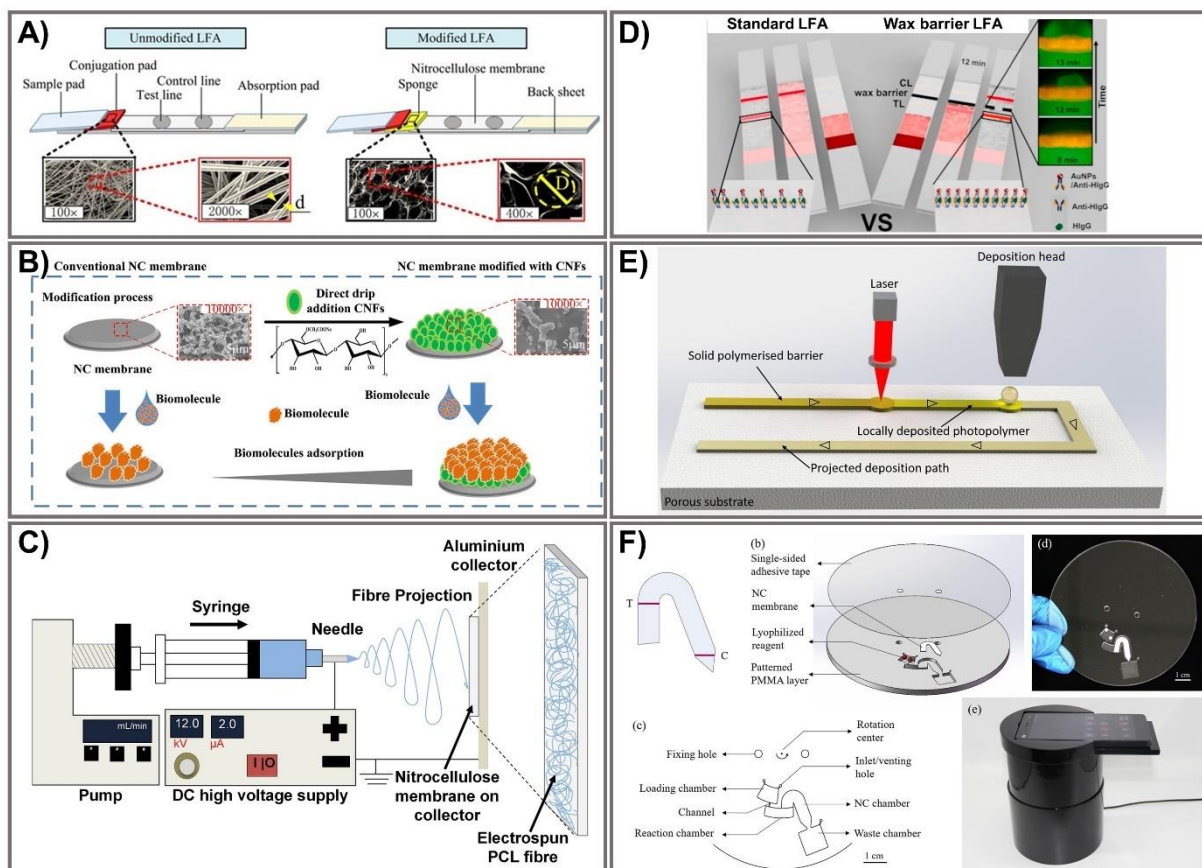 A)
Unmodified LFA
Modified LFA
Conjugation pad
Sample pad
Test line
Control line
Absorption pad
Sponge
Nitrocellulose membrane
Back sheet
100×
2000×
d
100×
400×
D
B)
Conventional NC membrane
NC membrane modified with CNFs
Modification process
10000×
5μm
Direct drip
addition CNFs
10000×
5μm
NC membrane
Biomolecule
Biomolecule
Biomolecule
Biomolecules adsorption
C)
Aluminium
collector
Fibre Projection
Syringe
Needle
mL/min
12.0
2.0
kV
μA
I|O
Pump
DC high voltage supply
Nitrocellulose
membrane on
collector
Electrospun
PCL fibre
D)
Standard LFA
Wax barrier LFA
12 min
CL
wax barrier
TL
13 min
12 min
8 min
Time
AuNPs
/Anti-HIgG
Anti-HIgG
HIgG
VS
E)
Deposition head
Laser
Solid polymerised barrier
Locally deposited photopolymer
Projected deposition path
Porous substrate
F)
T
C
(b)
Single-sided
adhesive tape
NC
membrane
Lyophilized
reagent
Patterned
PMMA layer
(d)
1 cm
(c)
Rotation
center
Fixing hole
Inlet/venting
hole
Loading chamber
Channel
NC chamber
Reaction chamber
Waste chamber
1 cm
(e)